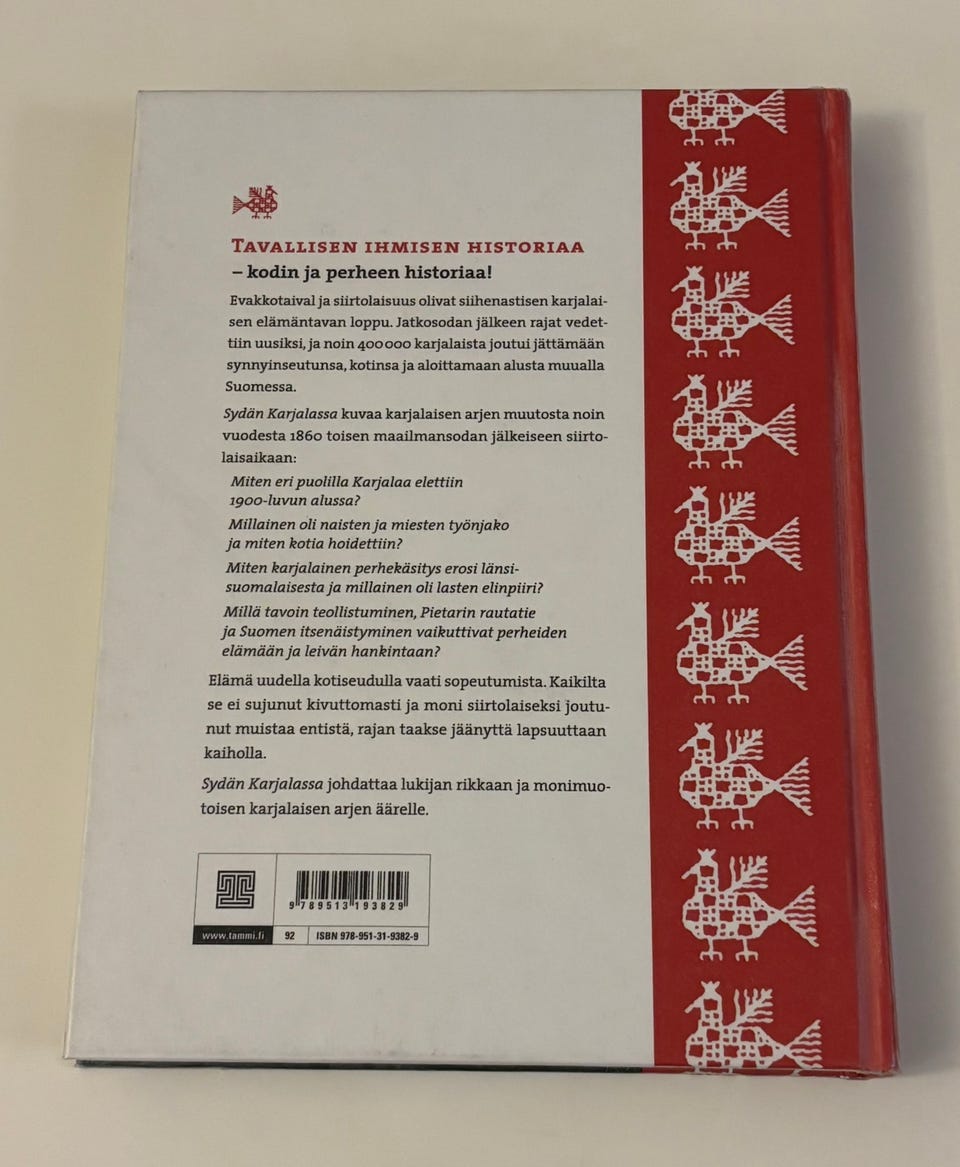 TAVALLISEN IHMISEN HISTORIAA
– kodin ja perheen historiaa!
Evakkotaival ja siirtolaisuus olivat siihenastisen karjalai-
sen elämäntavan loppu. Jatkosodan jälkeen rajat vedet-
tiin uusiksi, ja noin 400 000 karjalaista joutui jättämään
synnyinseutunsa, kotinsa ja aloittamaan alusta muualla
Suomessa.
Sydän Karjalassa kuvaa karjalaisen arjen muutosta noin
vuodesta 1860 toisen maailmansodan jälkeiseen siirto-
laisaikaan:
Miten eri puolilla Karjalaa elettiin
1900-luvun alussa?
Millainen oli naisten ja miesten työnjako
ja miten kotia hoidettiin?
Miten karjalainen perhekäsitys erosi länsi-
suomalaisesta ja millainen oli lasten elinpiiri?
Millä tavoin teollistuminen, Pietarin rautatie
ja Suomen itsenäistyminen vaikuttivat perheiden
elämään ja leivän hankintaan?
Elämä uudella kotiseudulla vaati sopeutumista. Kaikilta
se ei sujunut kivuttomasti ja moni siirtolaiseksi joutu-
nut muistaa entistä, rajan taakse jäänyttä lapsuuttaan
kaiholla.
Sydän Karjalassa johdattaa lukijan rikkaan ja monimuo-
toisen karjalaisen arjen äärelle.
9 789513 193829
www.tammi.fi 92 ISBN 978-951-31-9382-9